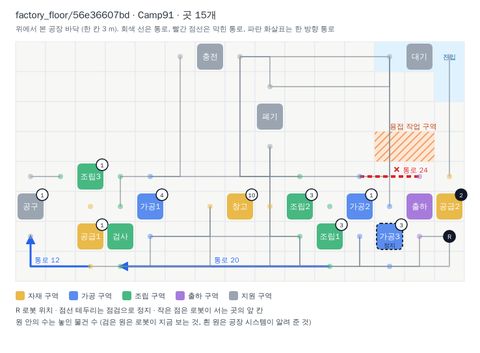 factory_floor/56e36607bd · Camp91 · 곳 15개
위에서 본 공장 바닥 (한 칸 3 m). 회색 선은 통로, 빨간 점선은 막힌 통로, 파란 화살표는 한 방향 통로
충전
대기
진입
폐기
용접 작업 구역
✖ 통로 24
조립3
1
공구
1
가공1
4
창고
10
조립2
3
가공2
1
출하
공급2
2
공급1
1
검사
조립1
3
가공3
3
R
통로 12
통로 20
자재 구역
가공 구역
조립 구역
출하 구역
지원 구역
R 로봇 위치 · 점선 테두리는 점검으로 정지 · 작은 점은 로봇이 서는 곳의 앞 칸
원 안의 수는 놓인 물건 수 (검은 원은 로봇이 지금 보는 것, 흰 원은 공장 시스템이 알려 준 것)